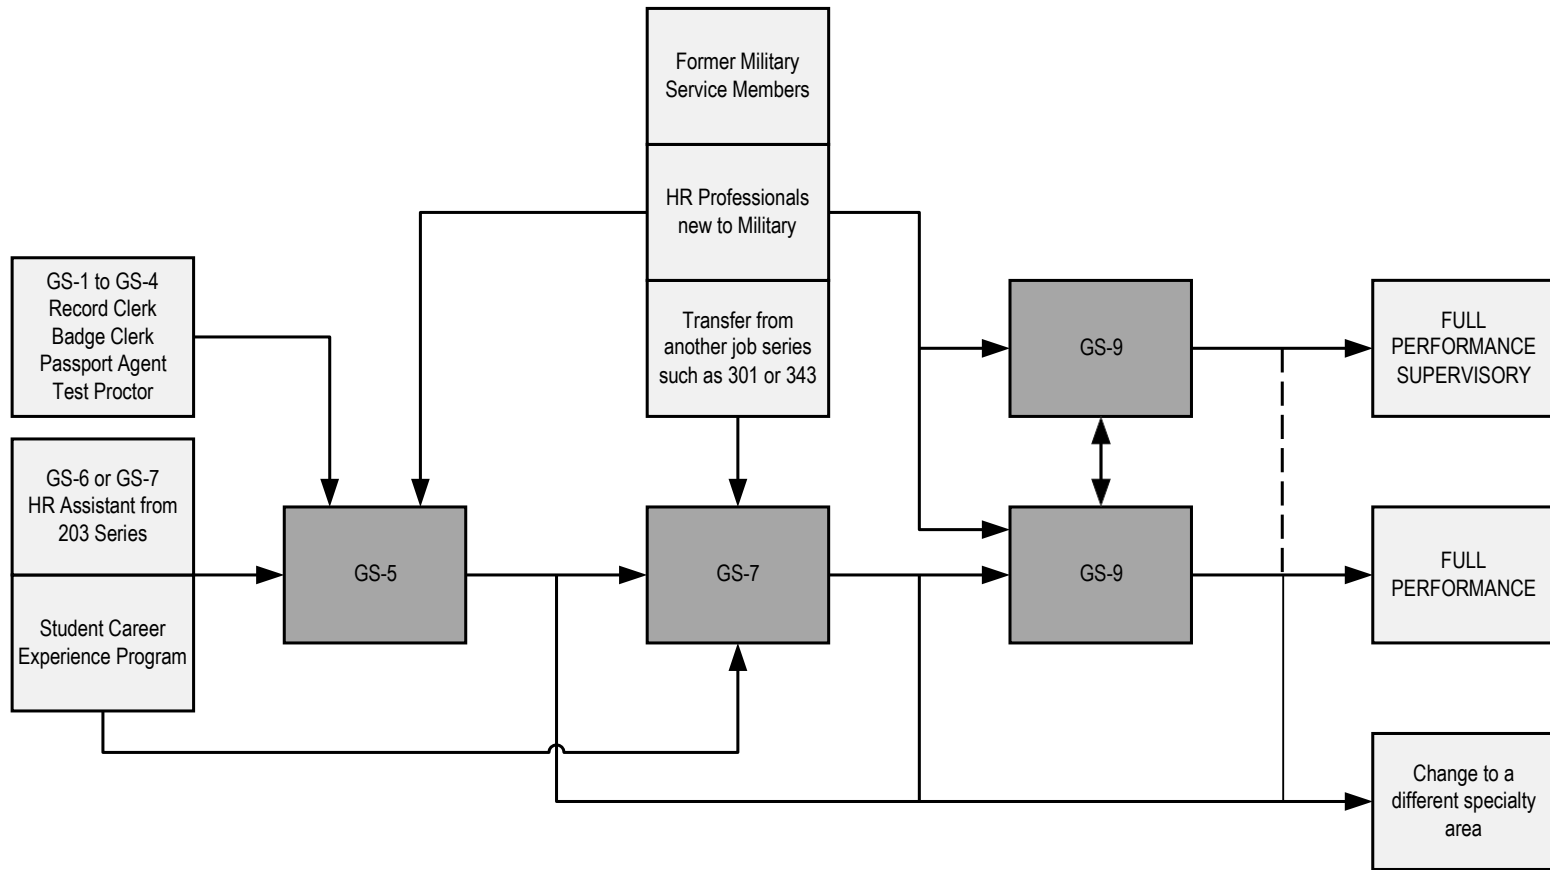 Former Military
Service Members
HR Professionals
new to Military
Transfer from
another job series
such as 301 or 343
GS-1 to GS-4
Record Clerk
Badge Clerk
Passport Agent
Test Proctor
GS-6 or GS-7
HR Assistant from
203 Series
Student Career
Experience Program
GS-5
GS-7
GS-9
GS-9
FULL
PERFORMANCE
SUPERVISORY
FULL
PERFORMANCE
Change to a
different specialty
area